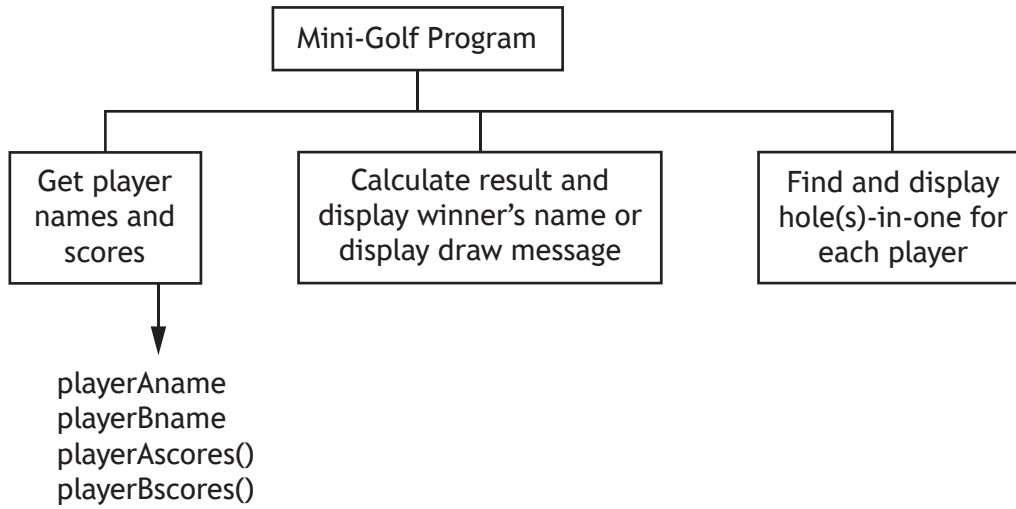 Mini-Golf Program
Get player
names and
scores
Calculate result and
display winner’s name or
display draw message
Find and display
hole(s)-in-one for
each player
playerAname
playerBname
playerAscores()
playerBscores()